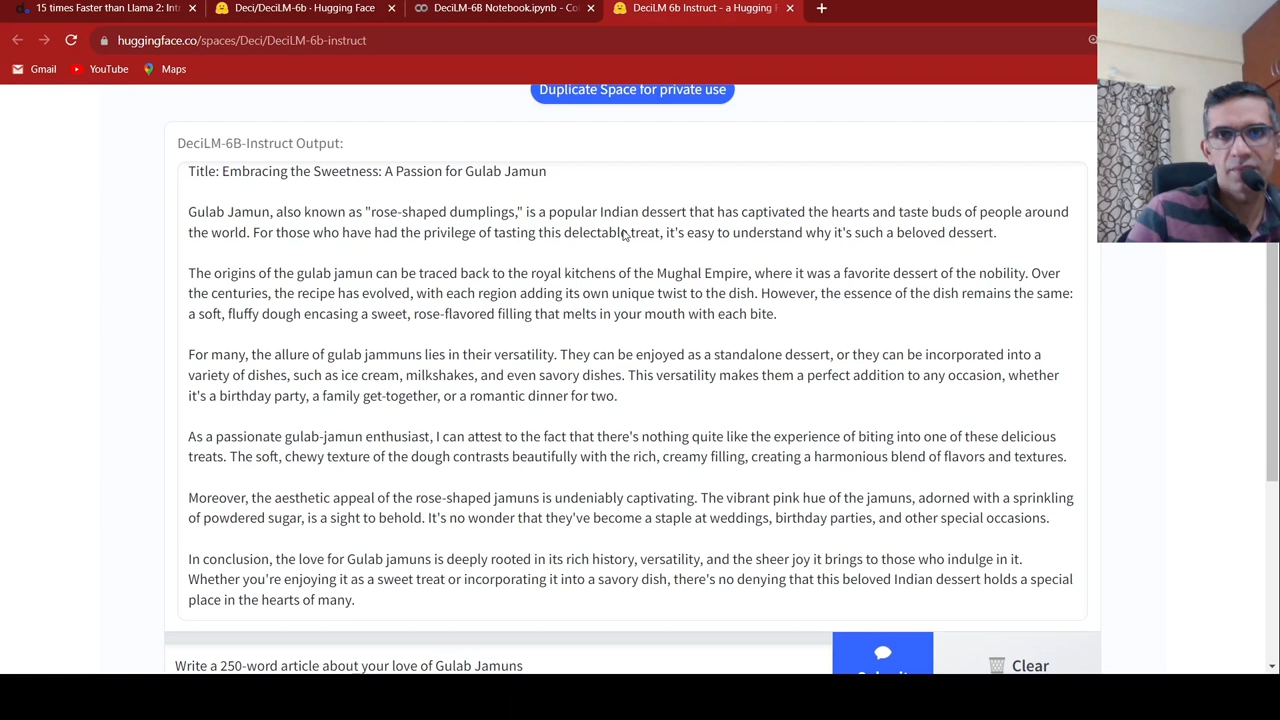 15 times Faster than Llama 2: Int
Deci/DeciLM-6b · Hugging Face
DeciLM-6B Notebook.ipynb - Co
DeciLM 6b Instruct - a Hugging F
huggingface.co/spaces/Deci/DeciLM-6b-instruct
Gmail
YouTube
Maps
Duplicate Space for private use
DeciLM-6B-Instruct Output:
Title: Embracing the Sweetness: A Passion for Gulab Jamun
Gulab Jamun, also known as "rose-shaped dumplings," is a popular Indian dessert that has captivated the hearts and taste buds of people around
the world. For those who have had the privilege of tasting this delectable treat, it's easy to understand why it's such a beloved dessert.
The origins of the gulab jamun can be traced back to the royal kitchens of the Mughal Empire, where it was a favorite dessert of the nobility. Over
the centuries, the recipe has evolved, with each region adding its own unique twist to the dish. However, the essence of the dish remains the same:
a soft, fluffy dough encasing a sweet, rose-flavored filling that melts in your mouth with each bite.
For many, the allure of gulab jammuns lies in their versatility. They can be enjoyed as a standalone dessert, or they can be incorporated into a
variety of dishes, such as ice cream, milkshakes, and even savory dishes. This versatility makes them a perfect addition to any occasion, whether
it's a birthday party, a family get-together, or a romantic dinner for two.
As a passionate gulab-jamun enthusiast, I can attest to the fact that there's nothing quite like the experience of biting into one of these delicious
treats. The soft, chewy texture of the dough contrasts beautifully with the rich, creamy filling, creating a harmonious blend of flavors and textures.
Moreover, the aesthetic appeal of the rose-shaped jamuns is undeniably captivating. The vibrant pink hue of the jamuns, adorned with a sprinkling
of powdered sugar, is a sight to behold. It's no wonder that they've become a staple at weddings, birthday parties, and other special occasions.
In conclusion, the love for Gulab jamuns is deeply rooted in its rich history, versatility, and the sheer joy it brings to those who indulge in it.
Whether you're enjoying it as a sweet treat or incorporating it into a savory dish, there's no denying that this beloved Indian dessert holds a special
place in the hearts of many.
Write a 250-word article about your love of Gulab Jamuns
Clear